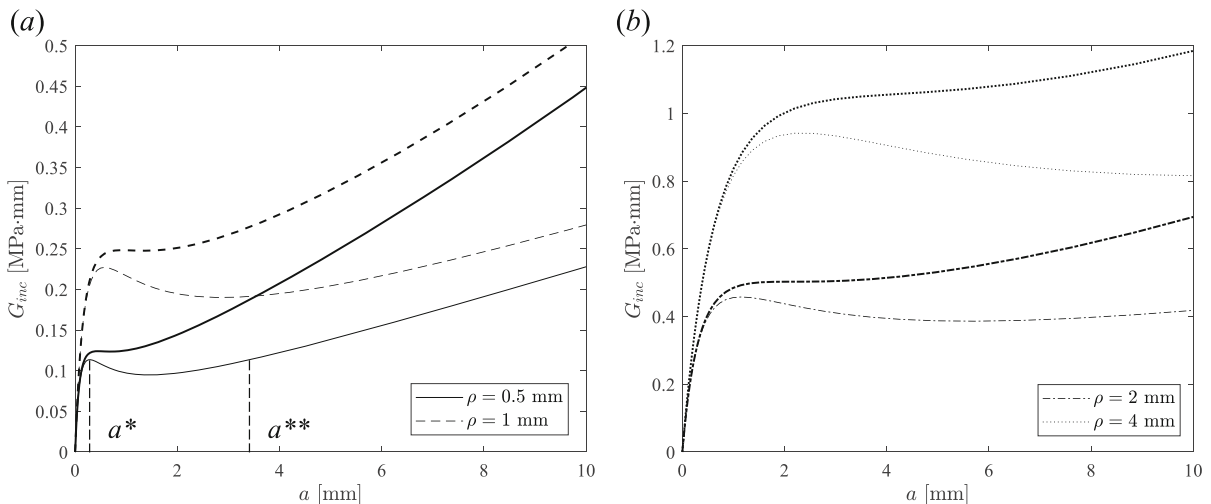 (a)
0.5
0.45
0.4
0.35
0.3
0.25
0.2
0.15
0.1
0.05
0
G_inc [MPa·mm]
a*
a**
ρ = 0.5 mm
ρ = 1 mm
0 2 4 6 8 10
a [mm]
(b)
1.2
1
0.8
0.6
0.4
0.2
0
G_inc [MPa·mm]
ρ = 2 mm
ρ = 4 mm
0 2 4 6 8 10
a [mm]